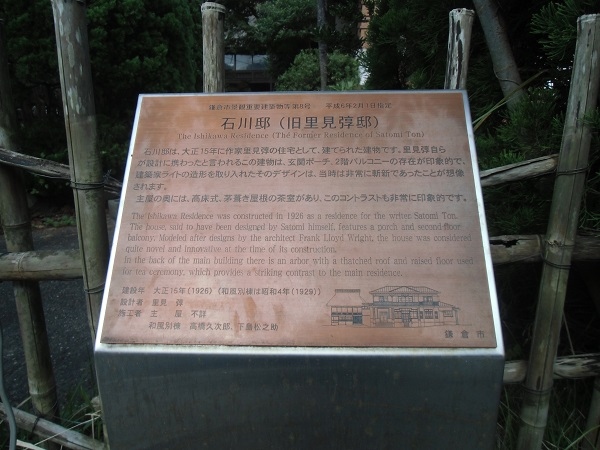 鎌倉市景観重要建築物等第8号　平成6年2月1日指定
石川邸（旧里見弴邸）
The Ishikawa Residence (The Former Residence of Satomi Ton)
石川邸は、大正15年に作家里見弴の住宅として、建てられた建物です。里見弴自ら
が設計に携わったと言われるこの建物は、玄関ポーチ、2階バルコニーの存在が印象的で、
建築家ライトの造形を取り入れたそのデザインは、当時は非常に斬新であったことが想像
されます。
主屋の奥には、高床式、茅葺き屋根の茶室があり、このコントラストも非常に印象的です。
The Ishikawa Residence was constructed in 1926 as a residence for the writer Satomi Ton.
The house, said to have been designed by Satomi himself, features a porch and second floor
balcony. Modeled after designs by the architect Frank Lloyd Wright, the house was considered
quite novel and innovative at the time of its construction.
In the back of the main building there is an arbor with a thatched roof and raised floor used
for tea ceremony, which provides a striking contrast to the main residence.
建設年　大正15年（1926）（和風別棟は昭和4年（1929））
設計者　里見　弴
施工者　主　屋　不詳
和風別棟　高橋久次郎、下島松之助
鎌倉市